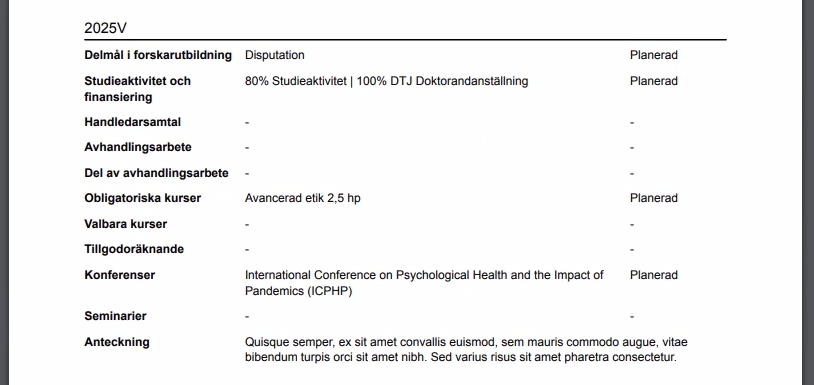 2025V
Delmål i forskarutbildning Disputation Planerad
Studieaktivitet och 80% Studieaktivitet | 100% DTJ Doktorandanställning Planerad
finansiering
Handledarsamtal - -
Avhandlingsarbete - -
Del av avhandlingsarbete - -
Obligatoriska kurser Avancerad etik 2,5 hp Planerad
Valbara kurser - -
Tillgodoräknande - -
Konferenser International Conference on Psychological Health and the Impact of Planerad
Pandemics (ICPHP)
Seminarier - -
Anteckning Quisque semper, ex sit amet convallis euismod, sem mauris commodo augue, vitae
bibendum turpis orci sit amet nibh. Sed varius risus sit amet pharetra consectetur.